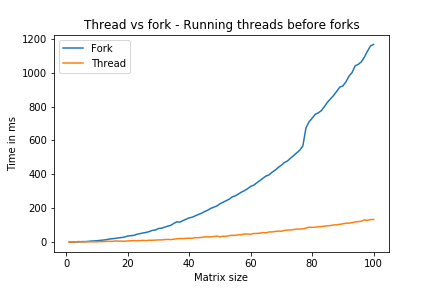 Thread vs fork - Running threads before forks
1200
1000
800
600
400
200
0
Time in ms
Fork
Thread
0 20 40 60 80 100
Matrix size